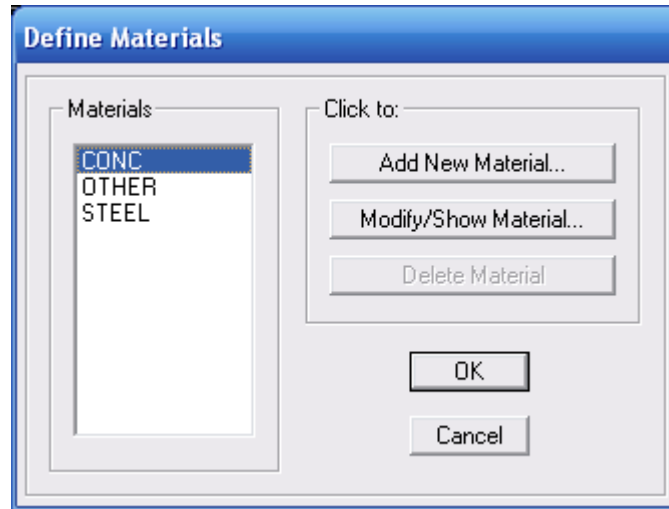 Define Materials
Materials
CONC
OTHER
STEEL
Click to:
Add New Material...
Modify/Show Material...
Delete Material
OK
Cancel